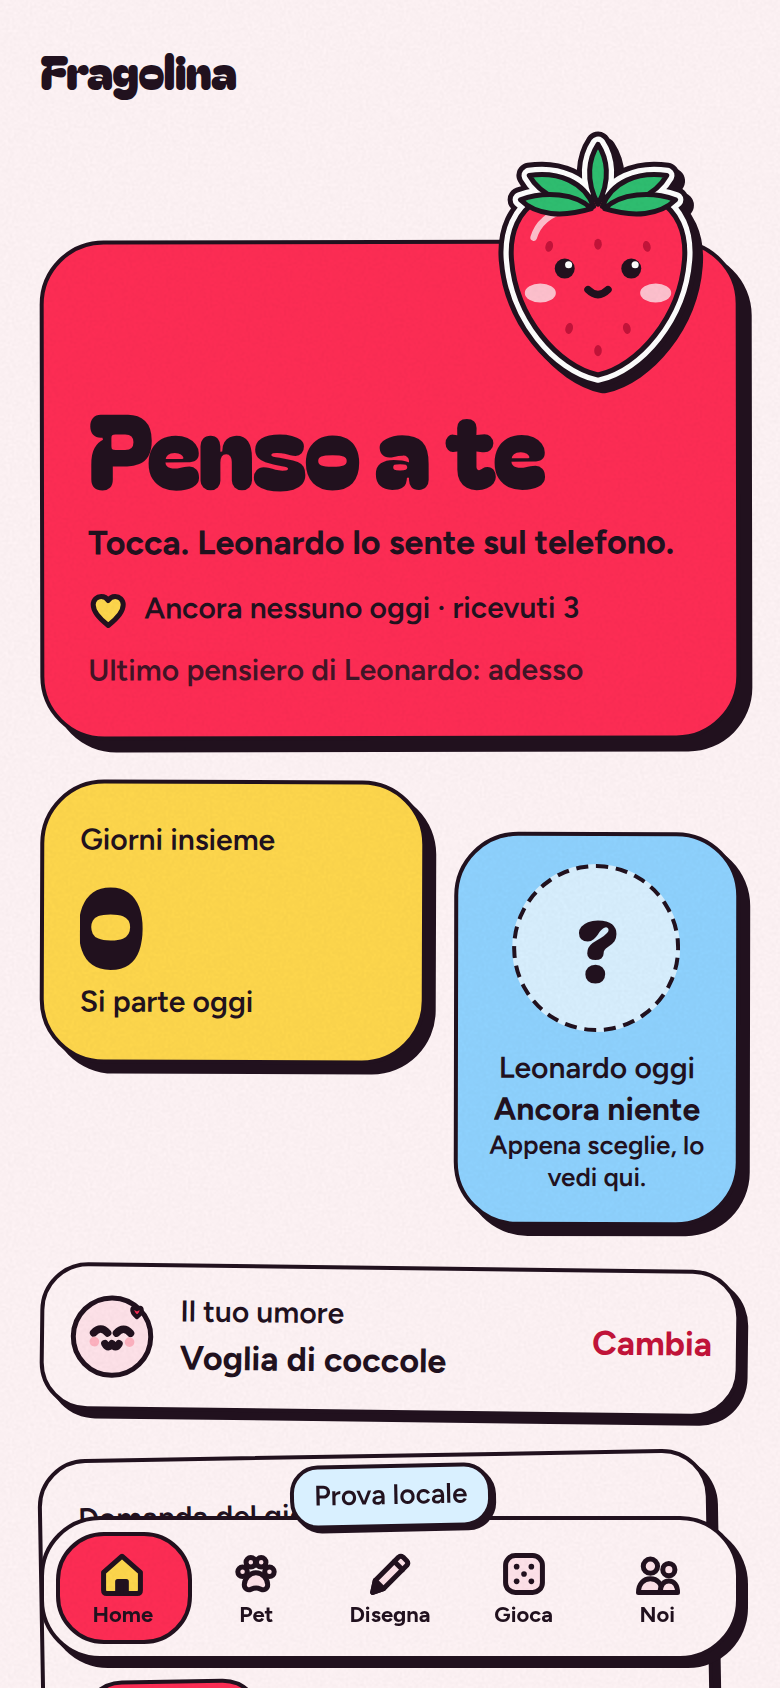 Fragolina
Penso a te
Tocca. Leonardo lo sente sul telefono.
Ancora nessuno oggi · ricevuti 3
Ultimo pensiero di Leonardo: adesso
Giorni insieme
0
Si parte oggi
?
Leonardo oggi
Ancora niente
Appena sceglie, lo
vedi qui.
Il tuo umore
Voglia di coccole
Cambia
Prova locale
Domanda del
Home
Pet
Disegna
Gioca
Noi